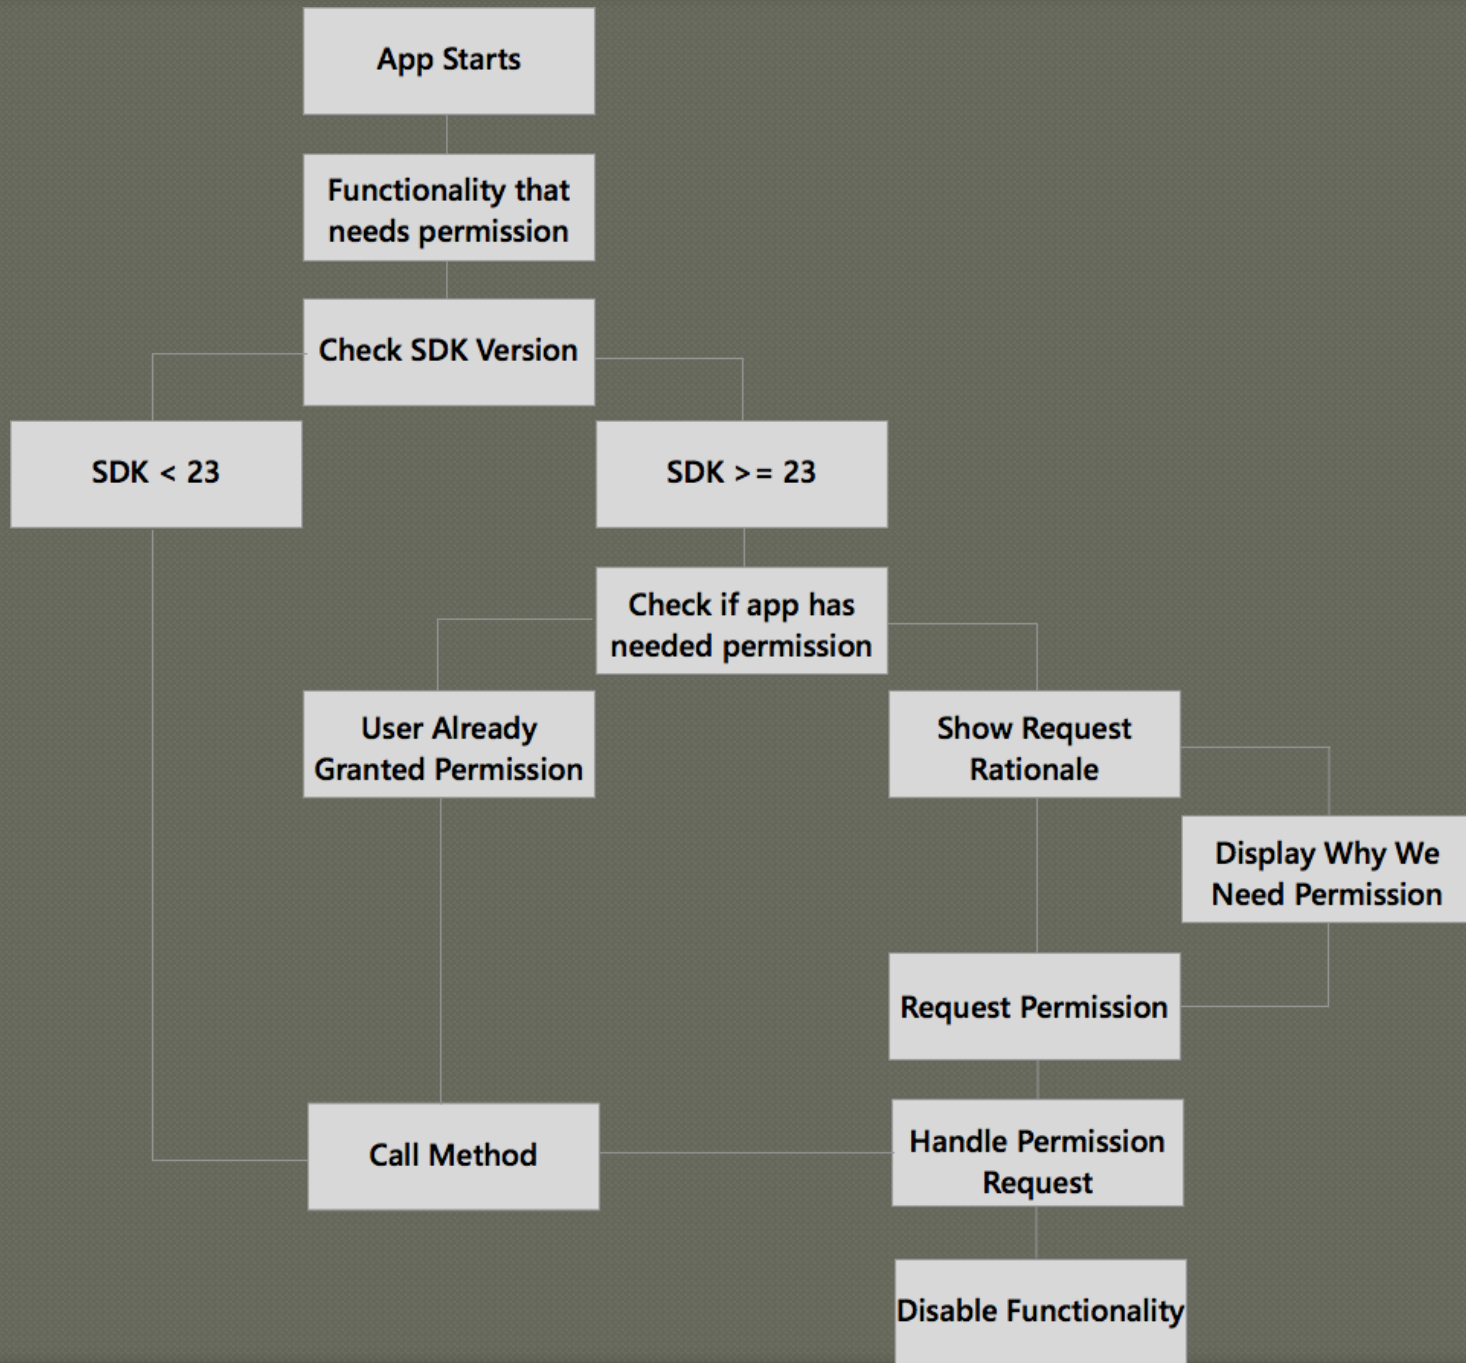 App Starts
Functionality that
needs permission
Check SDK Version
SDK < 23
SDK >= 23
Check if app has
needed permission
User Already
Granted Permission
Show Request
Rationale
Display Why We
Need Permission
Request Permission
Call Method
Handle Permission
Request
Disable Functionality